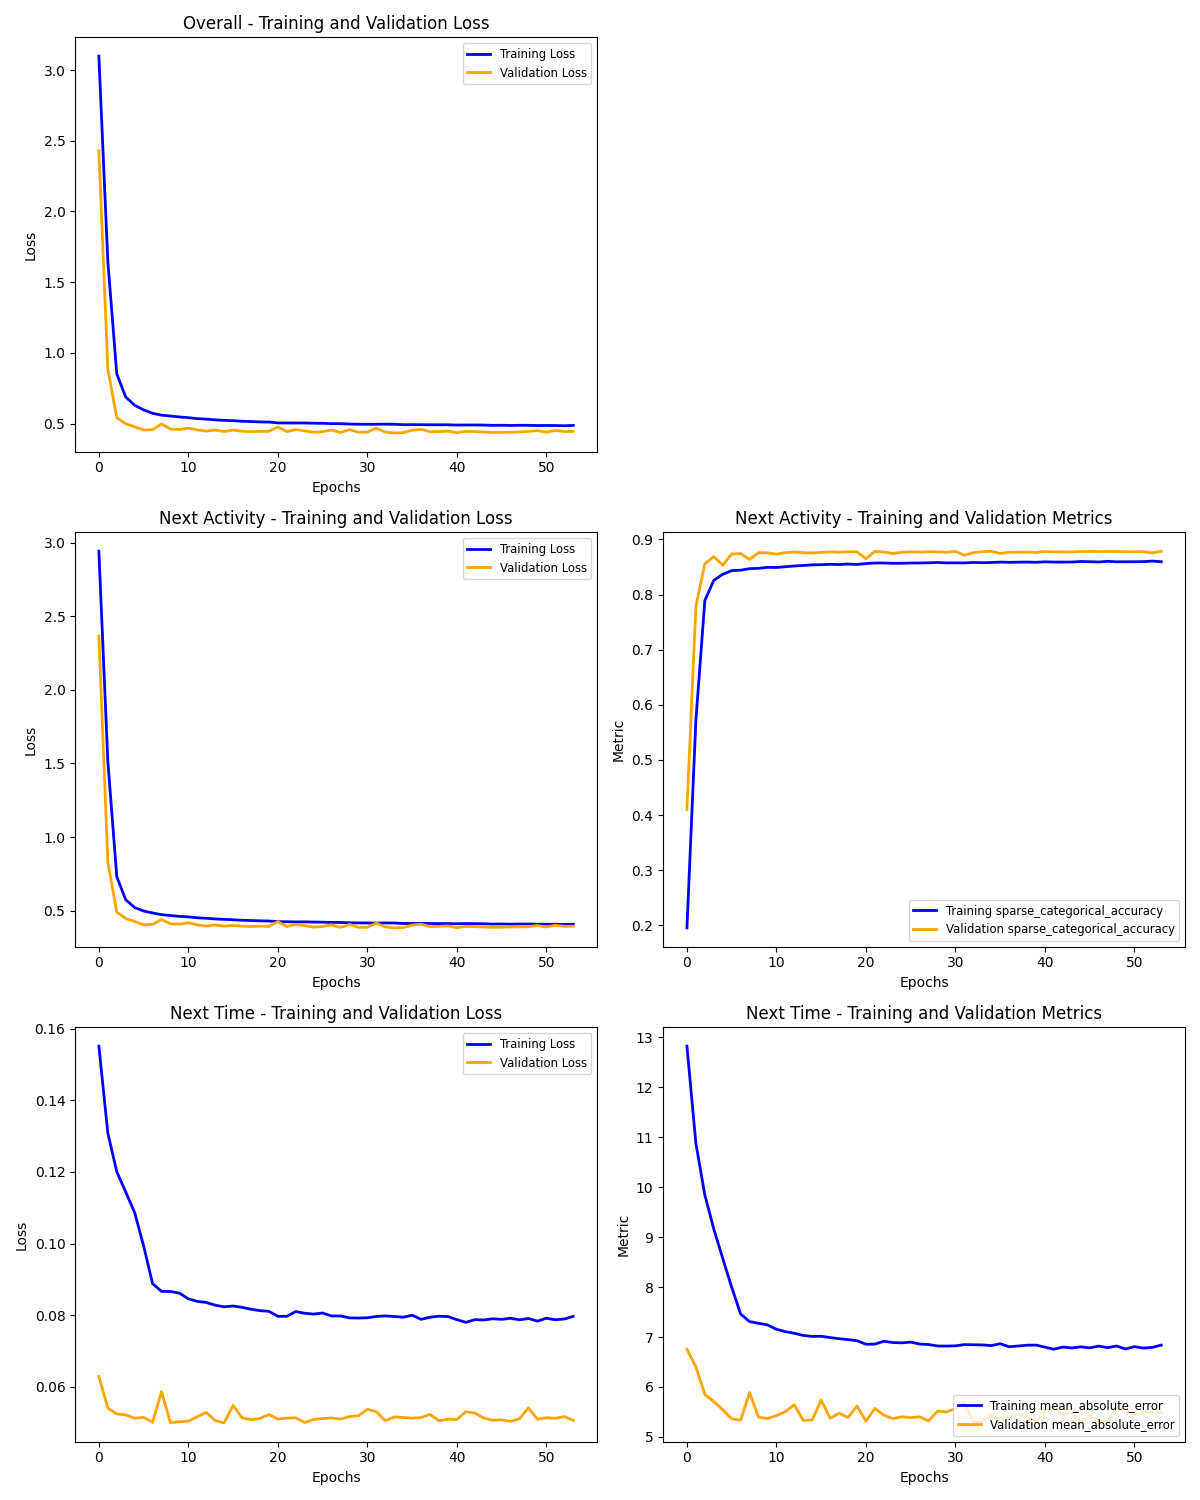 Overall - Training and Validation Loss
Training Loss
Validation Loss
3.0
2.5
2.0
1.5
1.0
0.5
Loss
0 10 20 30 40 50
Epochs
Next Activity - Training and Validation Loss
Training Loss
Validation Loss
3.0
2.5
2.0
1.5
1.0
0.5
Loss
0 10 20 30 40 50
Epochs
Next Activity - Training and Validation Metrics
0.9
0.8
0.7
0.6
0.5
0.4
0.3
0.2
Metric
Training sparse_categorical_accuracy
Validation sparse_categorical_accuracy
0 10 20 30 40 50
Epochs
Next Time - Training and Validation Loss
Training Loss
Validation Loss
0.16
0.14
0.12
0.10
0.08
0.06
Loss
0 10 20 30 40 50
Epochs
Next Time - Training and Validation Metrics
13
12
11
10
9
8
7
6
5
Metric
Training mean_absolute_error
Validation mean_absolute_error
0 10 20 30 40 50
Epochs